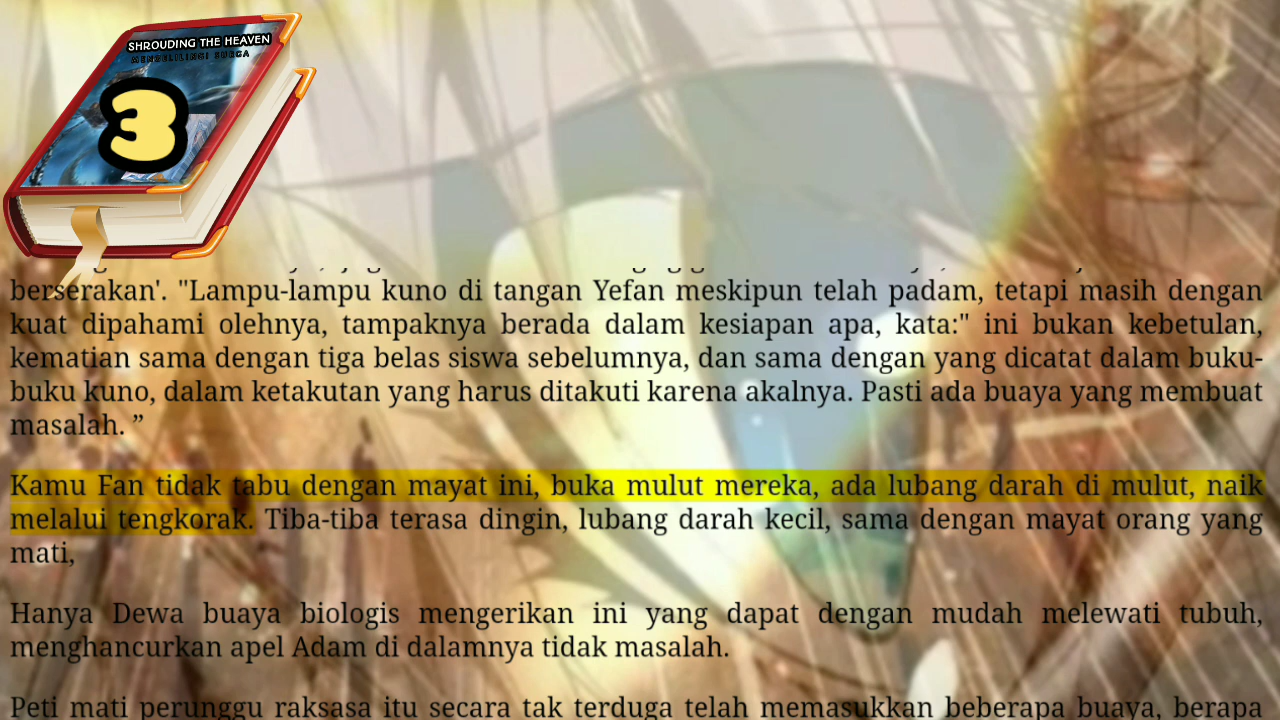 SHROUDING THE HEAVEN
MENGELILINGI SURGA
3
berserakan'. "Lampu-lampu kuno di tangan Yefan meskipun telah padam, tetapi masih dengan
kuat dipahami olehnya, tampaknya berada dalam kesiapan apa, kata:" ini bukan kebetulan,
kematian sama dengan tiga belas siswa sebelumnya, dan sama dengan yang dicatat dalam buku-
buku kuno, dalam ketakutan yang harus ditakuti karena akalnya. Pasti ada buaya yang membuat
masalah. ”
Kamu Fan tidak tabu dengan mayat ini, buka mulut mereka, ada lubang darah di mulut, naik
melalui tengkorak. Tiba-tiba terasa dingin, lubang darah kecil, sama dengan mayat orang yang
mati,
Hanya Dewa buaya biologis mengerikan ini yang dapat dengan mudah melewati tubuh,
menghancurkan apel Adam di dalamnya tidak masalah.
Peti mati perunggu raksasa itu secara tak terduga telah memasukkan beberapa buaya, berapa